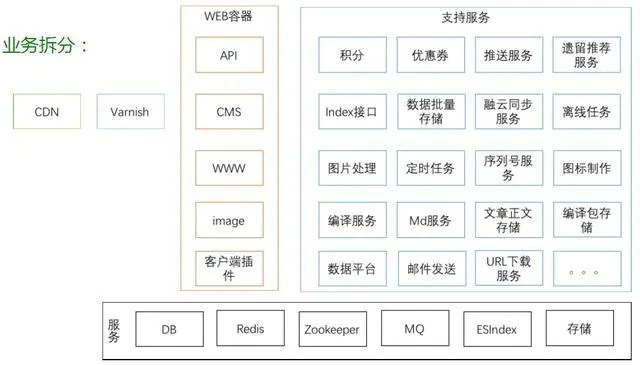 业务拆分：
CDN
Varnish
WEB容器
API
CMS
WWW
image
客户端插
件
支持服务
积分
优惠券
推送服务
遗留推荐
服务
Index接口
数据批量
存储
融云同步
服务
离线任务
图片处理
定时任务
序列号服
务
图标制作
编译服务
Md服务
文章正文
存储
编译包存
储
数据平台
邮件发送
URL下载
服务
。。。
服务
DB
Redis
Zookeeper
MQ
ESIndex
存储